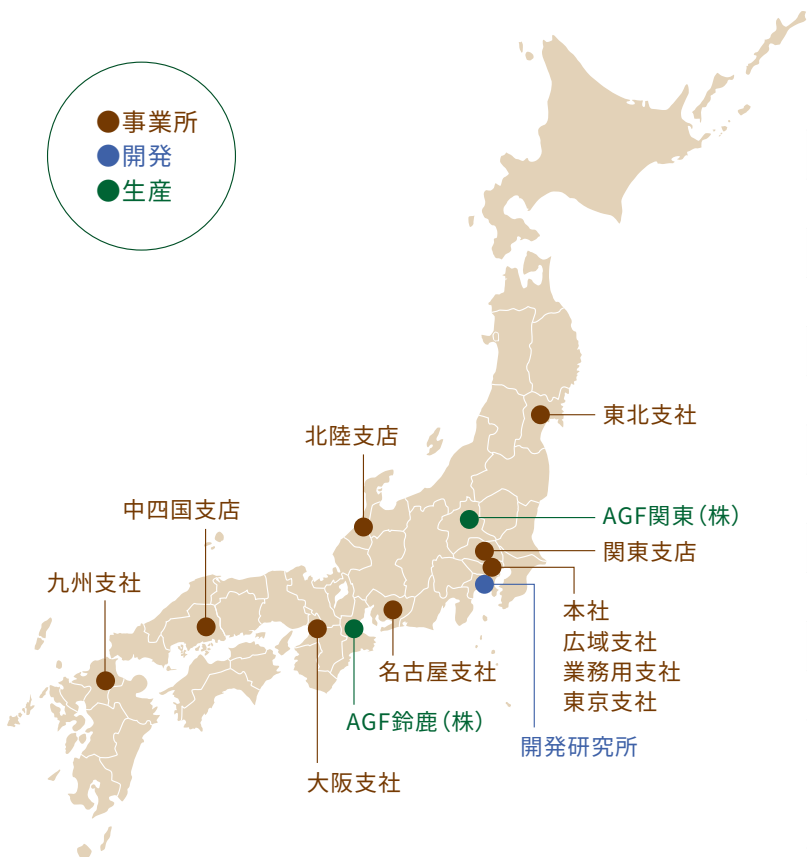 事業所
開発
生産
東北支社
北陸支店
中四国支店
AGF関東(株)
関東支店
九州支社
本社
広域支社
業務用支社
東京支社
名古屋支社
AGF鈴鹿(株)
開発研究所
大阪支社